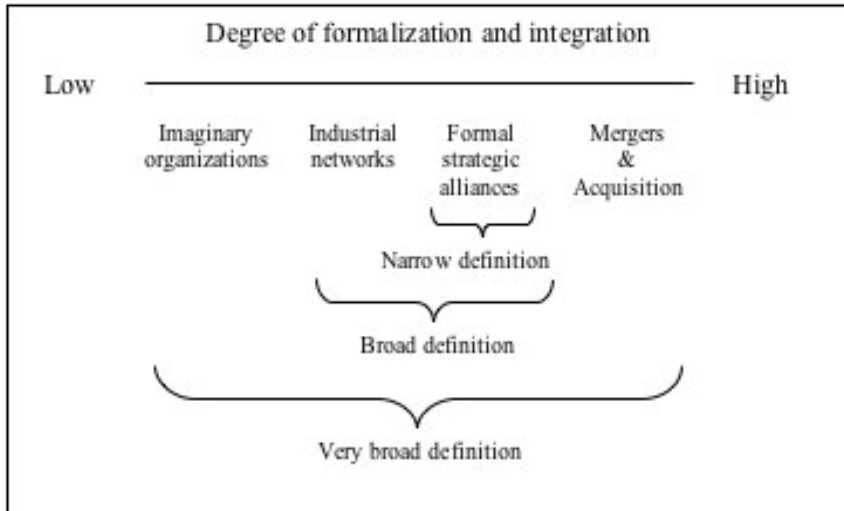 Degree of formalization and integration
Low
High
Imaginary
organizations
Industrial
networks
Formal
strategic
alliances
Mergers
&
Acquisition
Narrow definition
Broad definition
Very broad definition